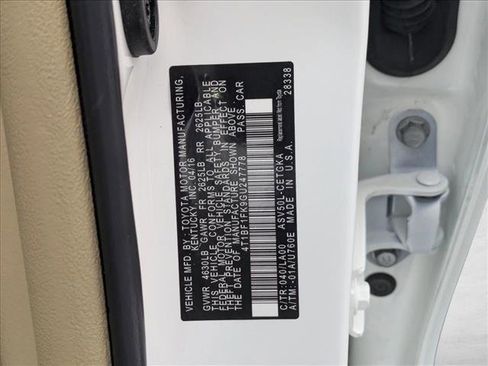 VEHICLE MFD BY: TOYOTA MOTOR MANUFACTURING,
KENTUCKY, INC. 04/16
GVWR 4630LB GAWR FR 2625LB RR 2625LB
THIS VEHICLE CONFORMS TO ALL APPLICABLE
FEDERAL MOTOR VEHICLE SAFETY, BUMPER, AND
THEFT PREVENTION STANDARDS IN EFFECT ON
THE DATE OF MANUFACTURE SHOWN ABOVE.
4T1BF1FK9GU247778 PASS. CAR
28338
C/TR:040/LA00 ASV50L-CETGKA
A/TM:-01A/U760E MADE IN U.S.A.